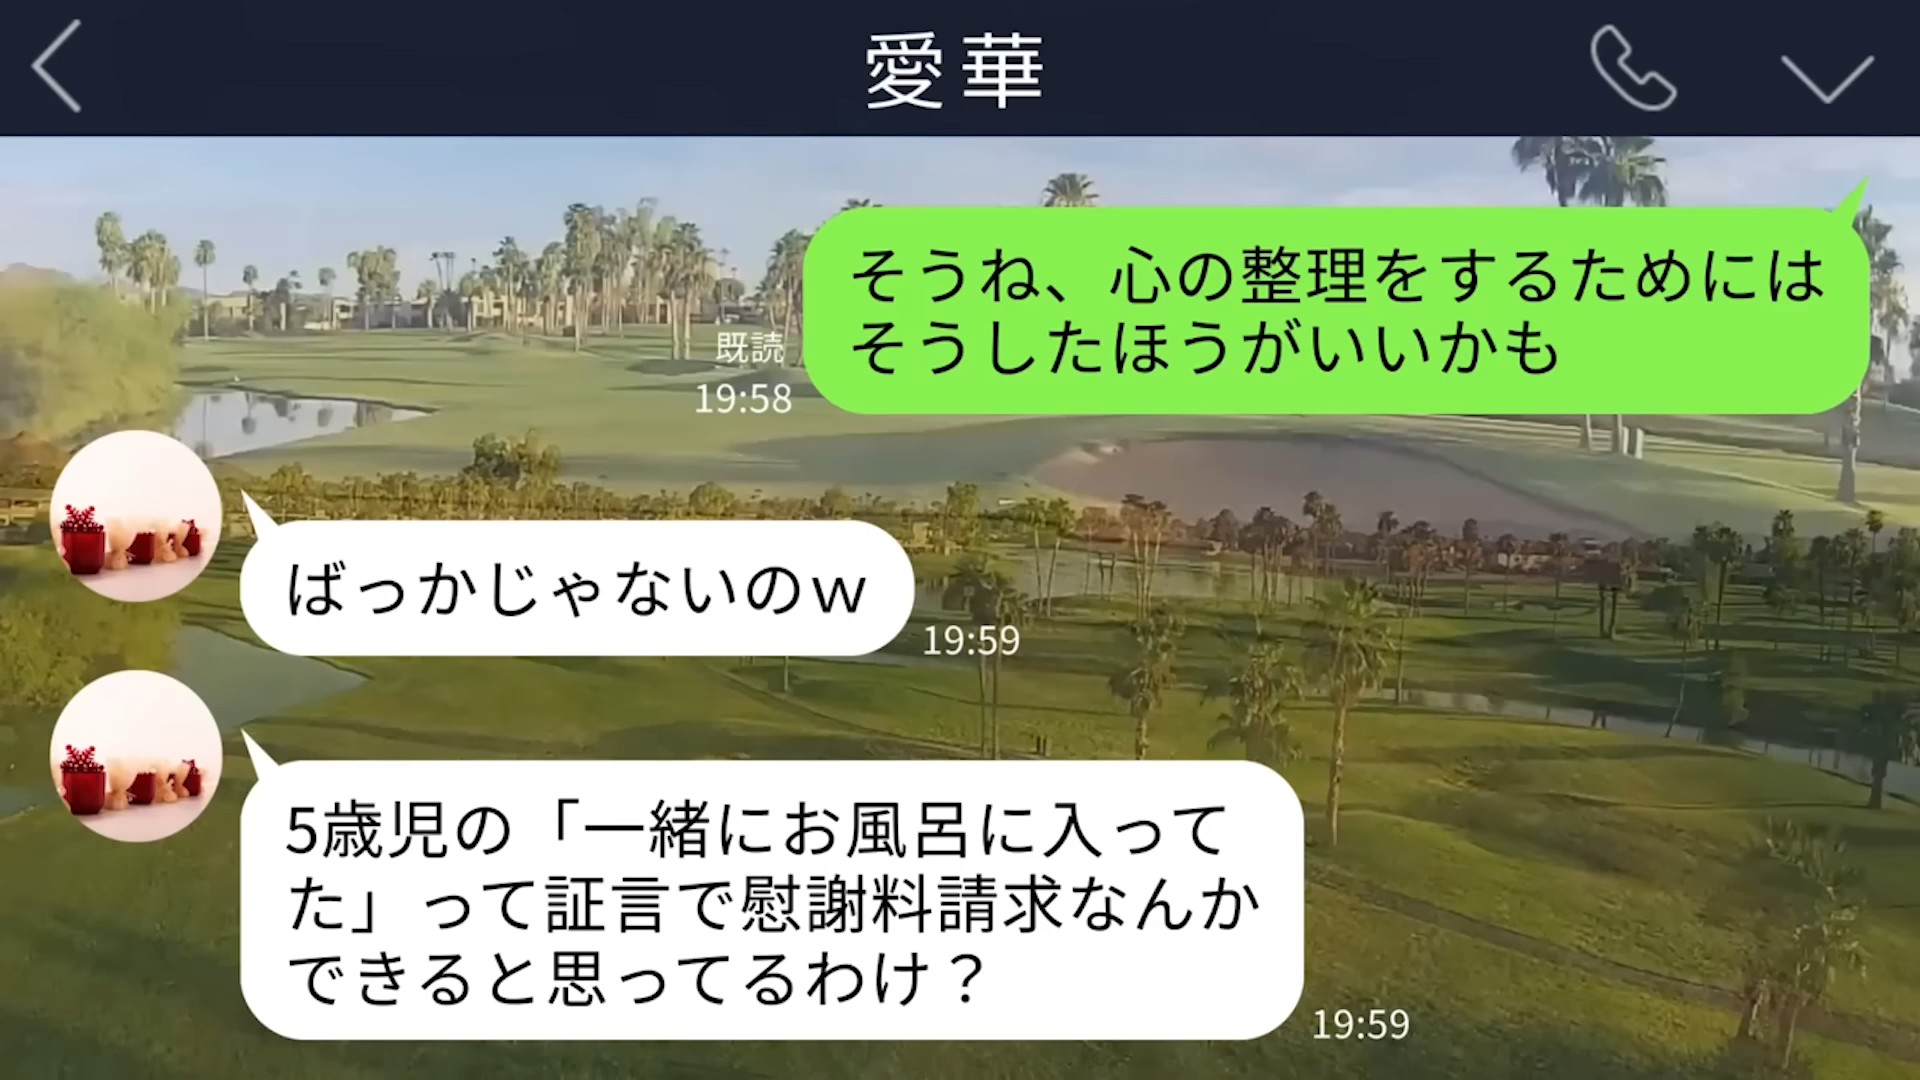 愛華
そうね、心の整理をするためには
そうしたほうがいいかも
既読
19:58
ばっかじゃないのｗ
19:59
5歳児の「一緒にお風呂に入って
た」って証言で慰謝料請求なんか
できると思ってるわけ？
19:59